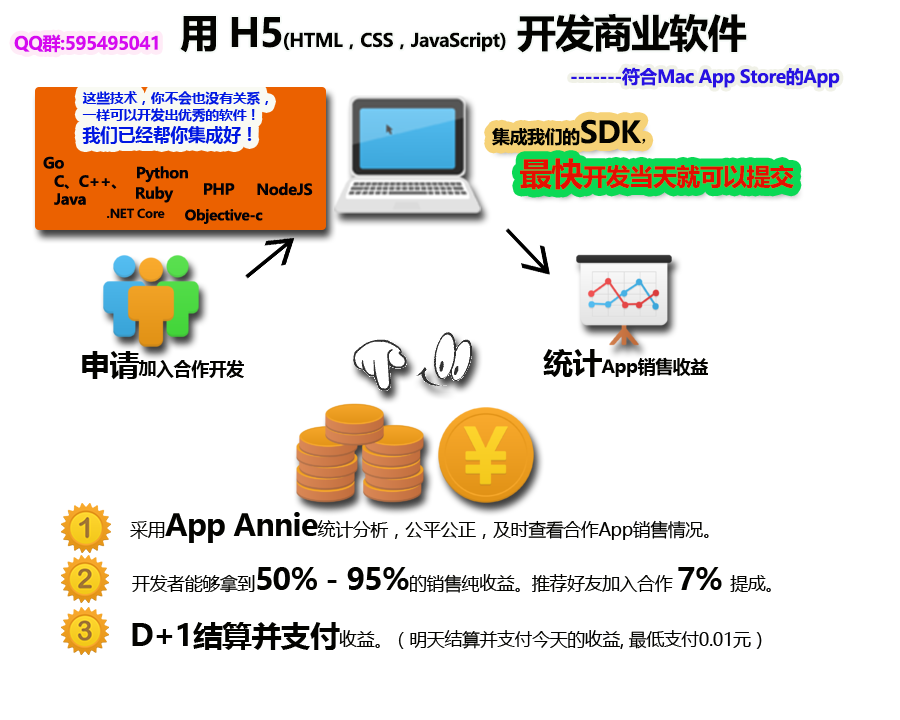 QQ群:595495041
用 H5(HTML，CSS，JavaScript) 开发商业软件
-------符合Mac App Store的App
这些技术，你不会也没有关系，
一样可以开发出优秀的软件！
我们已经帮你集成好！
Go
C、C++、
Java
Python
Ruby
PHP
NodeJS
.NET Core
Objective-c
集成我们的SDK,
最快开发当天就可以提交
申请加入合作开发
统计App销售收益
¥
1
采用App Annie统计分析，公平公正，及时查看合作App销售情况。
2
开发者能够拿到50% - 95%的销售纯收益。推荐好友加入合作 7% 提成。
3
D+1结算并支付收益。（明天结算并支付今天的收益, 最低支付0.01元）